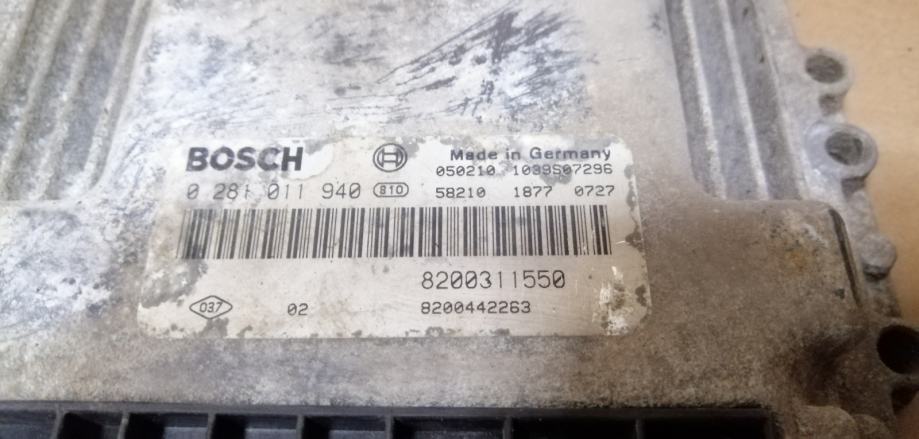 BOSCH
Made in Germany
050210 1039S07296
0 281 011 940 810
58210 1877 0727
8200311550
037 02 8200442263